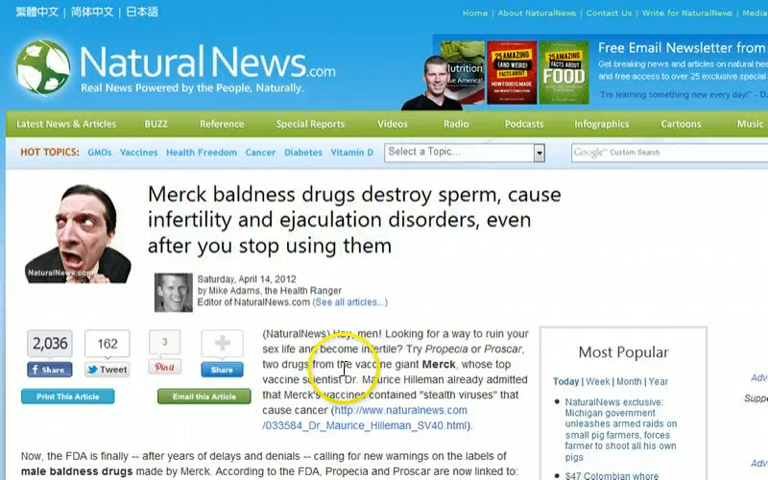 繁體中文 | 简体中文 | 日本語
Home | About NaturalNews | Contact Us | Write for NaturalNews | Media
NaturalNews.com
Real News Powered by the People, Naturally.
Free Email Newsletter from
Get breaking news and articles on natural hea
and free access to over 25 exclusive special
"I'm learning something new every day!" - D.
Nutrition
25 AMAZING
25 AMAZING
FACTS ABOUT
FOOD
Latest News & Articles BUZZ Reference Special Reports Videos Radio Podcasts Infographics Cartoons Music
HOT TOPICS: GMOs Vaccines Health Freedom Cancer Diabetes Vitamin D Select a Topic... Google Custom Search
Merck baldness drugs destroy sperm, cause
infertility and ejaculation disorders, even
after you stop using them
NaturalNews.com
Saturday, April 14, 2012
by Mike Adams, the Health Ranger
Editor of NaturalNews.com (See all articles...)
2,036 162 3
Share Tweet Pin it Share
Print This Article Email this Article
(NaturalNews) Hey, men! Looking for a way to ruin your
sex life and become infertile? Try Propecia or Proscar,
two drugs from the vaccine giant Merck, whose top
vaccine scientist Dr. Maurice Hilleman already admitted
that Merck's vaccines contained "stealth viruses" that
cause cancer (http://www.naturalnews.com
/033584_Dr_Maurice_Hilleman_SV40.html).
Now, the FDA is finally -- after years of delays and denials -- calling for new warnings on the labels of
male baldness drugs made by Merck. According to the FDA, Propecia and Proscar are now linked to:
Most Popular
Today | Week | Month | Year
NaturalNews exclusive:
Michigan government
unleashes armed raids on
small pig farmers, forces
farmer to shoot all his own
pigs
$47 Colombian whore
Adv
Suppo
Adv